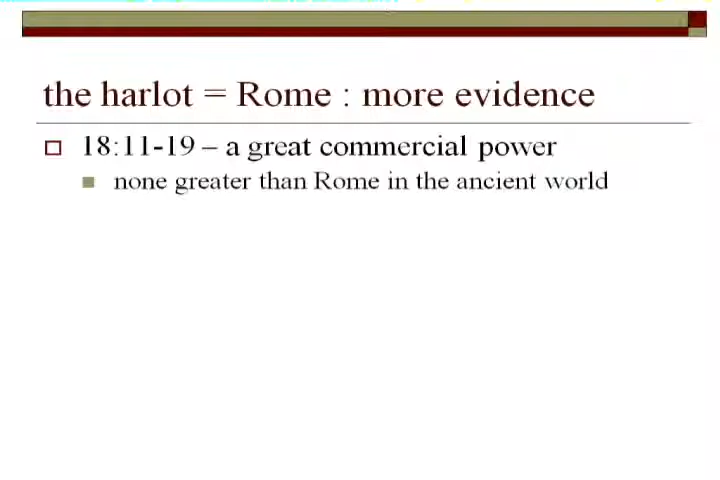 the harlot = Rome : more evidence
18:11-19 – a great commercial power
none greater than Rome in the ancient world